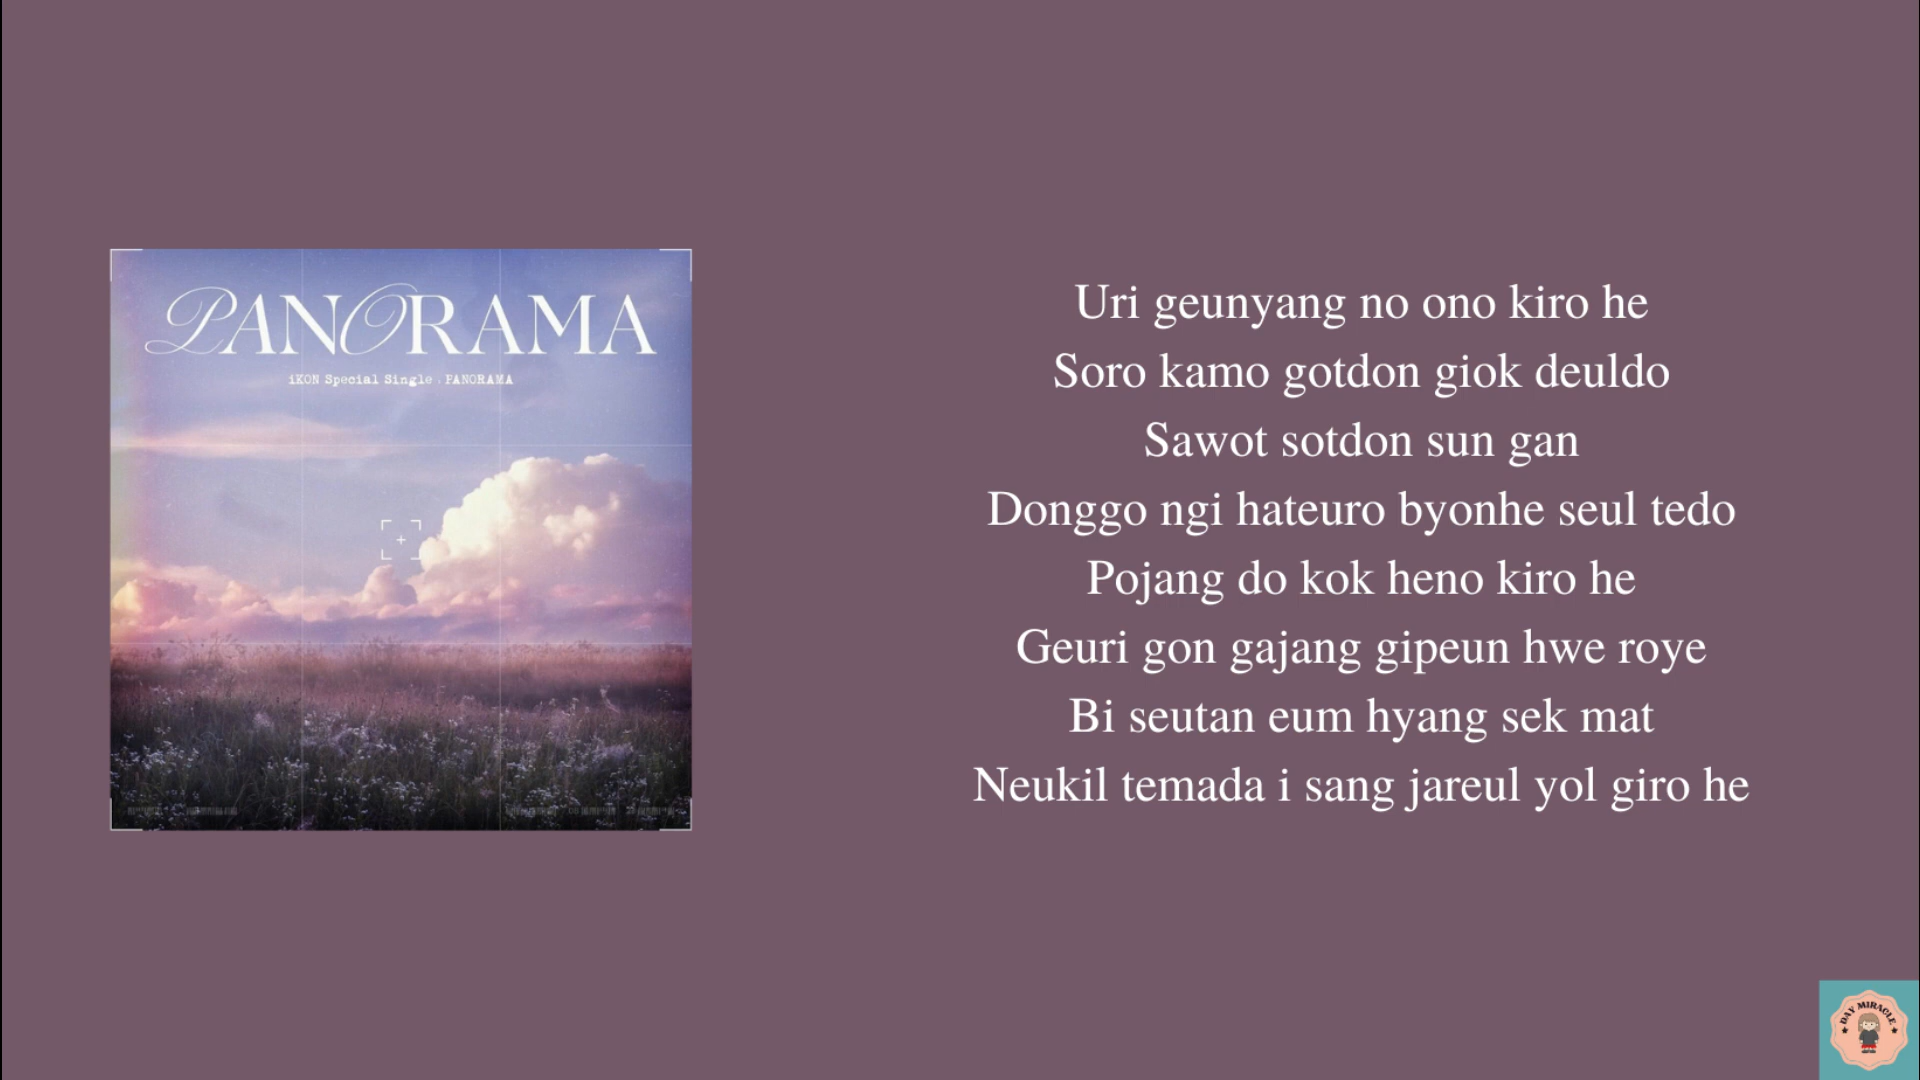 PANORAMA
iKON Special Single . PANORAMA
Uri geunyang no ono kiro he
Soro kamo gotdon giok deuldo
Sawot sotdon sun gan
Donggo ngi hateuro byonhe seul tedo
Pojang do kok heno kiro he
Geuri gon gajang gipeun hwe roye
Bi seutan eum hyang sek mat
Neukil temada i sang jareul yol giro he
DAY MIRACLE